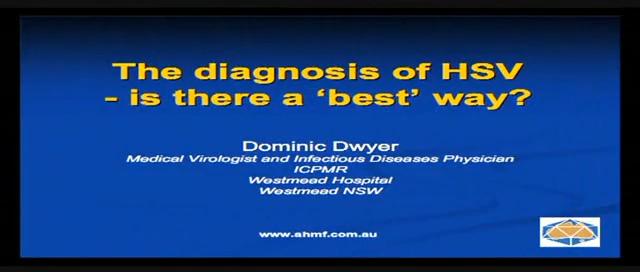 The diagnosis of HSV
- is there a ‘best’ way?
Dominic Dwyer
Medical Virologist and Infectious Diseases Physician
ICPMR
Westmead Hospital
Westmead NSW
www.ahmf.com.au